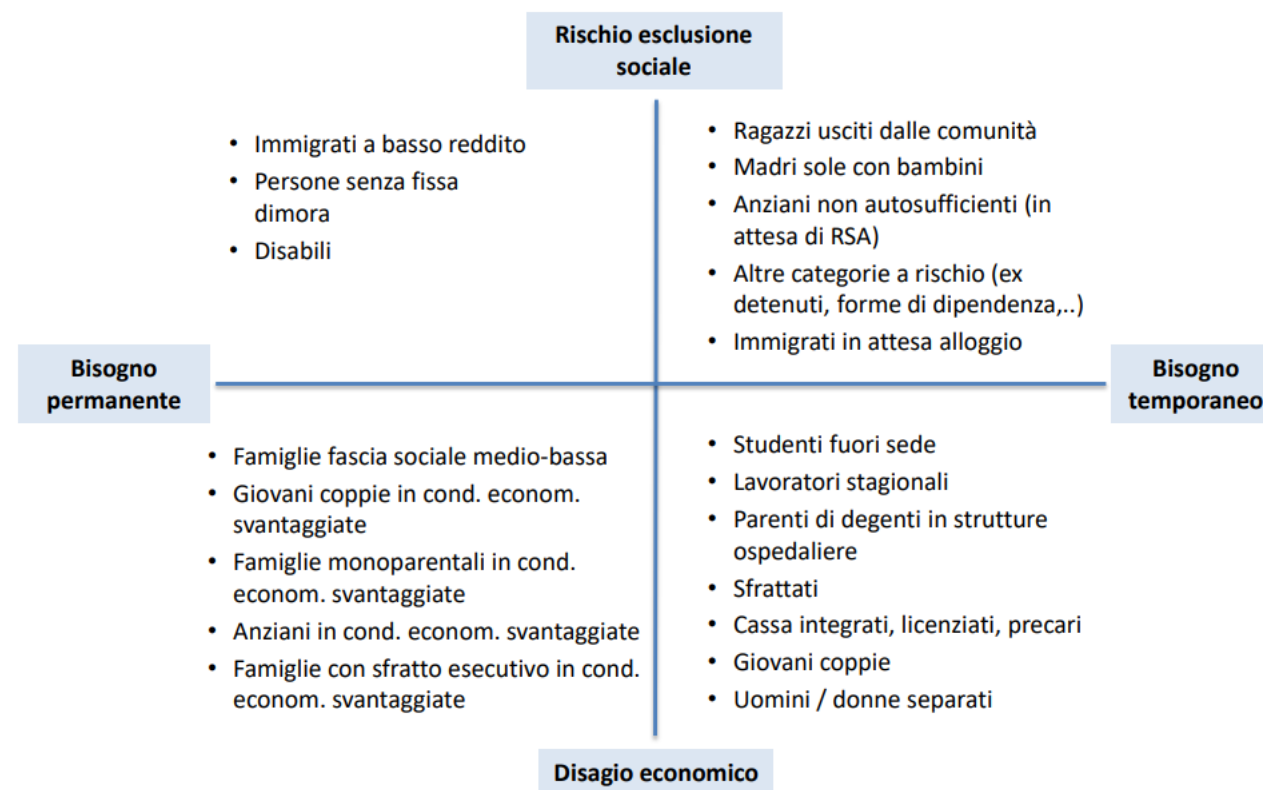 Rischio esclusione
sociale
• Immigrati a basso reddito
• Persone senza fissa
dimora
• Disabili
• Ragazzi usciti dalle comunità
• Madri sole con bambini
• Anziani non autosufficienti (in
attesa di RSA)
• Altre categorie a rischio (ex
detenuti, forme di dipendenza,..)
• Immigrati in attesa alloggio
Bisogno
permanente
Bisogno
temporaneo
• Famiglie fascia sociale medio-bassa
• Giovani coppie in cond. econom.
svantaggiate
• Famiglie monoparentali in cond.
econom. svantaggiate
• Anziani in cond. econom. svantaggiate
• Famiglie con sfratto esecutivo in cond.
econom. svantaggiate
• Studenti fuori sede
• Lavoratori stagionali
• Parenti di degenti in strutture
ospedaliere
• Sfrattati
• Cassa integrati, licenziati, precari
• Giovani coppie
• Uomini / donne separati
Disagio economico